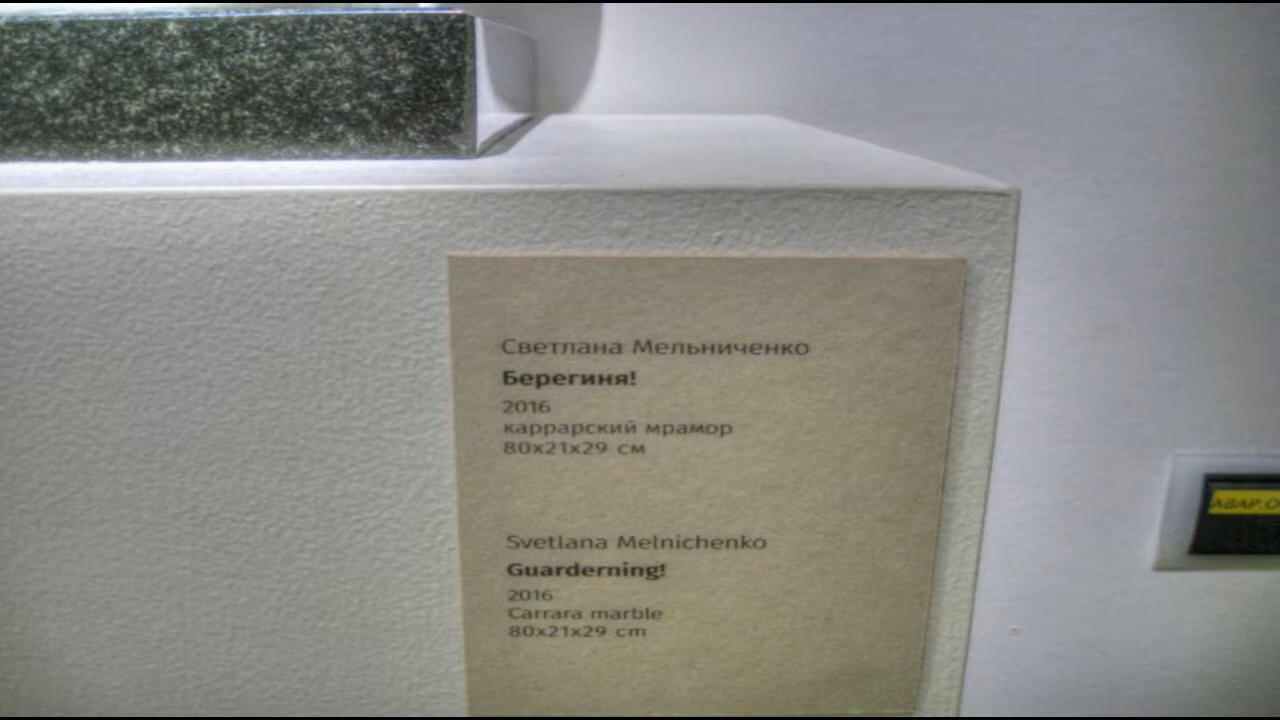 Светлана Мельниченко
Берегиня!
2016
каррарский мрамор
80x21x29 см
Svetlana Melnichenko
Guarderning!
2016
Carrara marble
80x21x29 cm